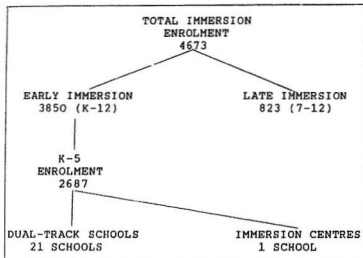 TOTAL IMMERSION
ENROLMENT
4673
EARLY IMMERSION
3850 (K-12)
LATE IMMERSION
823 (7-12)
K-5
ENROLMENT
2687
DUAL-TRACK SCHOOLS
21 SCHOOLS
IMMERSION CENTRES
1 SCHOOL